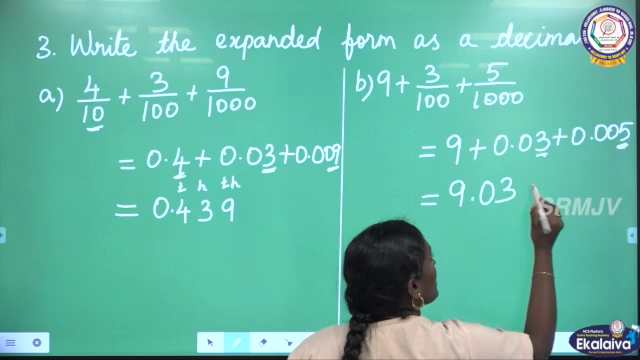 3. Write the expanded form as a decima
a) 4/10 + 3/100 + 9/1000
= 0.4 + 0.03 + 0.009
t h th
= 0.439
b) 9 + 3/100 + 5/1000
= 9 + 0.03 + 0.005
= 9.03
SRMJV
Ekalaiva